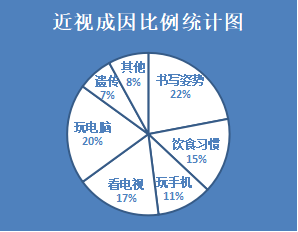 近视成因比例统计图
书写姿势
22%
饮食习惯
15%
玩手机
11%
看电视
17%
玩电脑
20%
遗传
7%
其他
8%